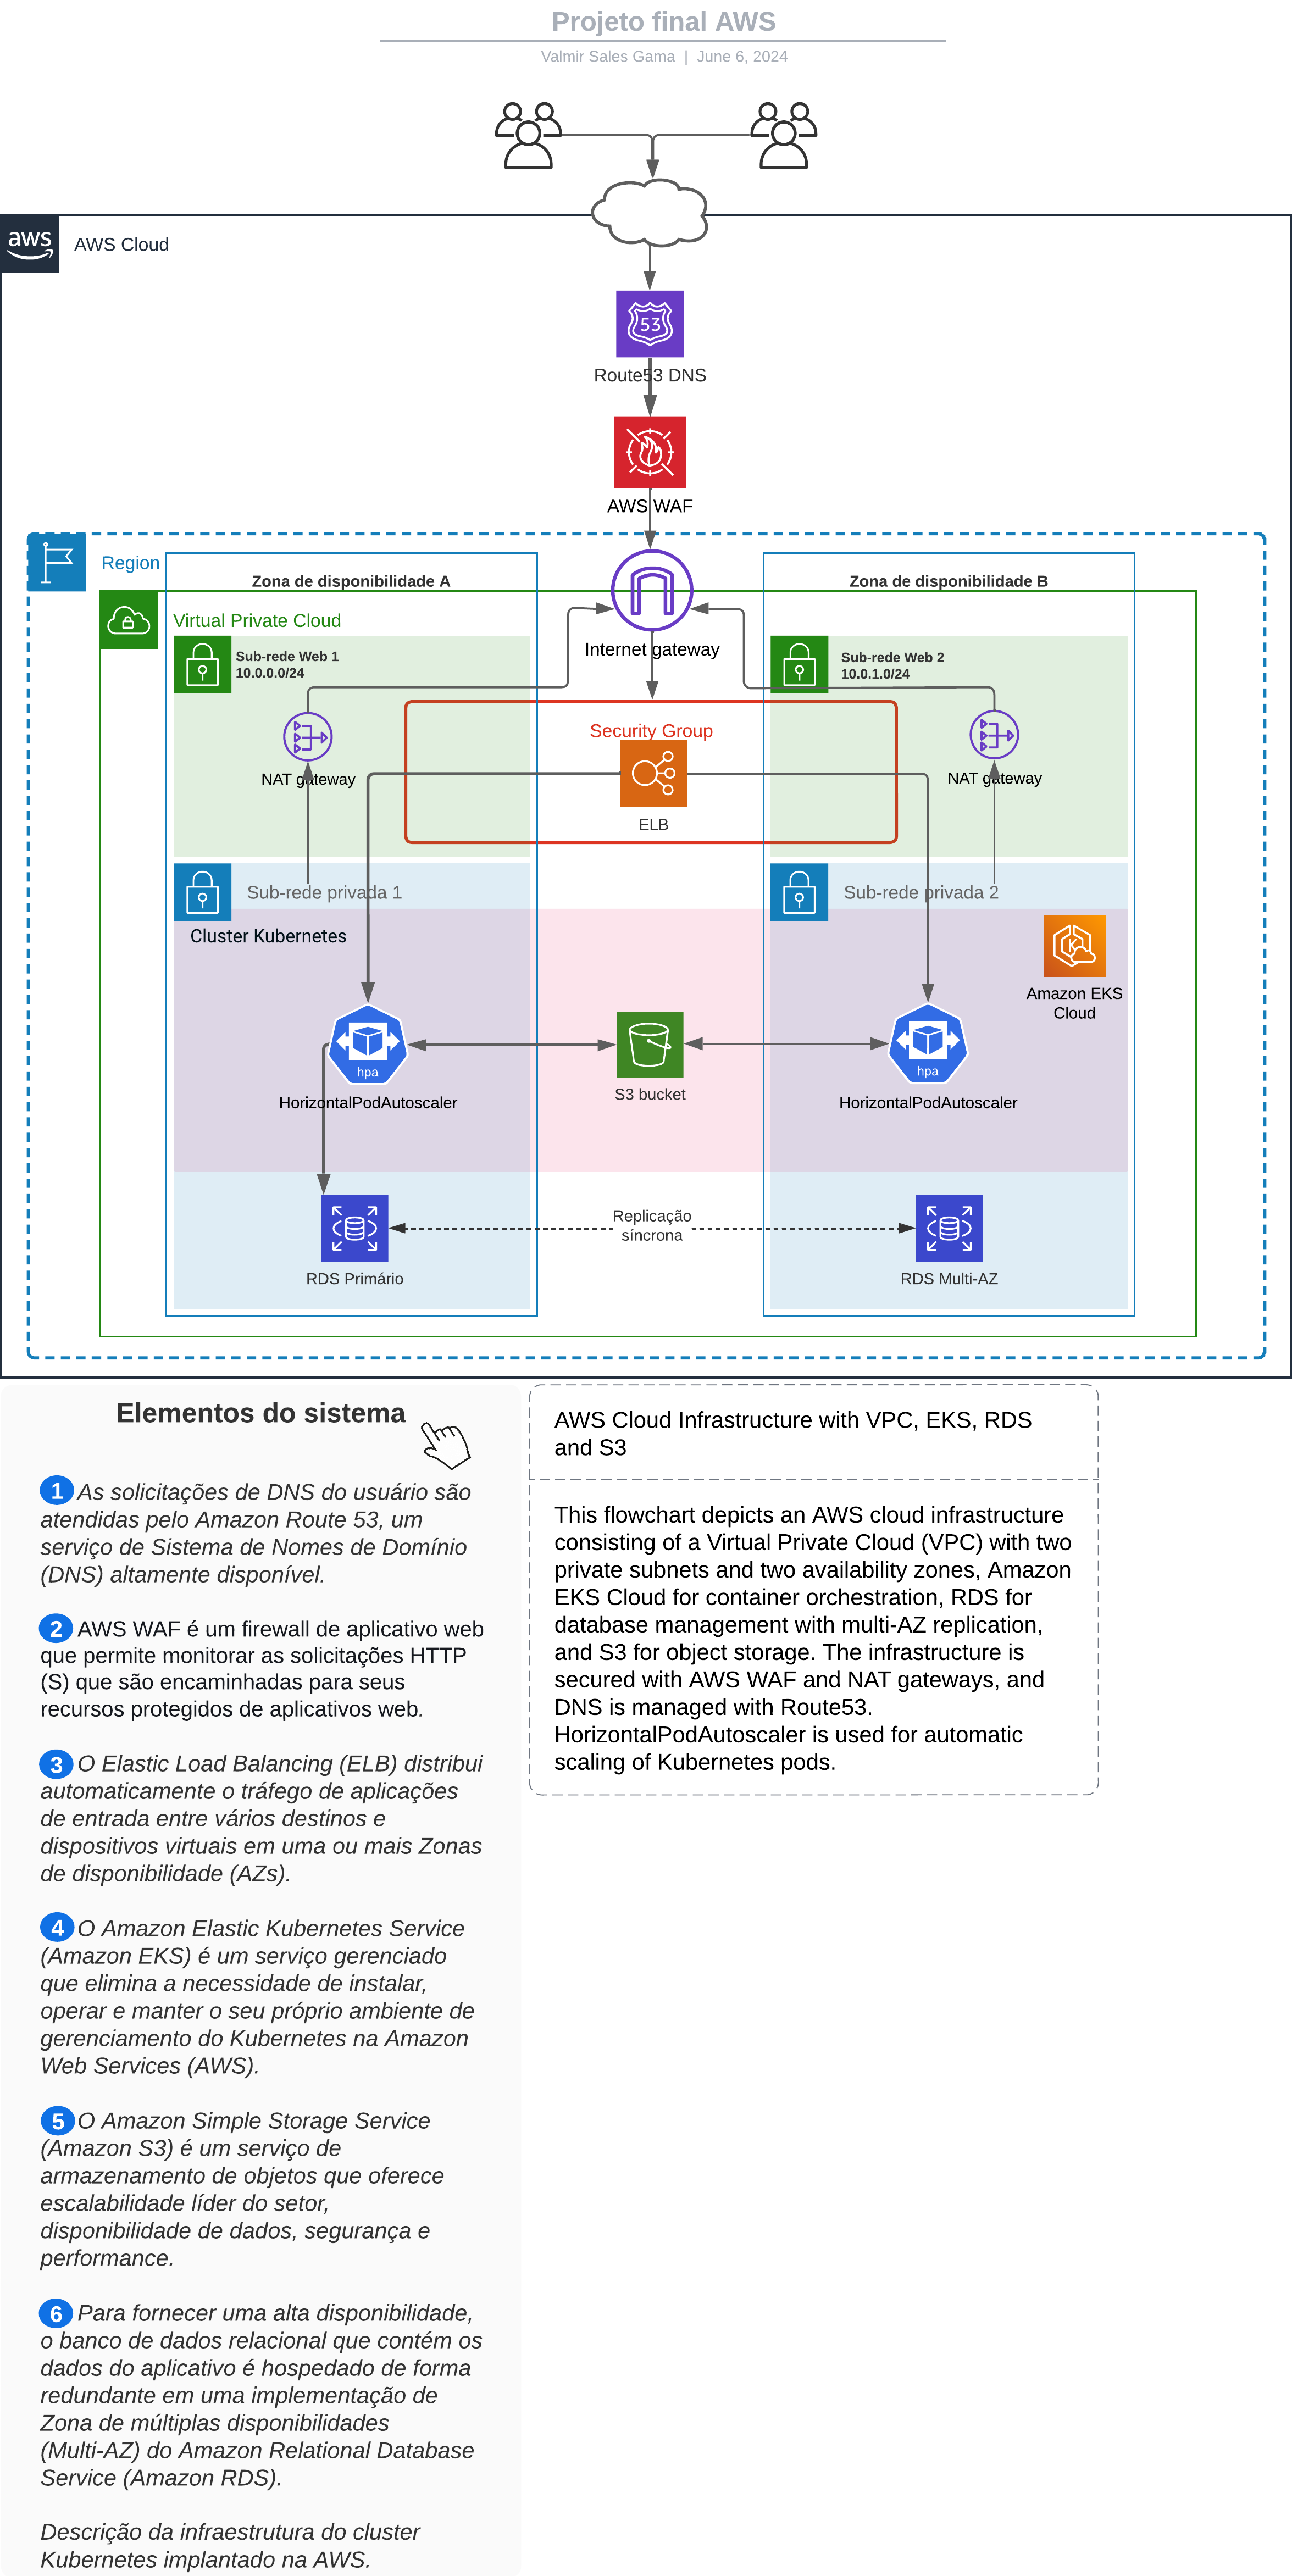 Projeto final AWS
Valmir Sales Gama | June 6, 2024
aws
AWS Cloud
53
Route53 DNS
AWS WAF
Region
Zona de disponibilidade A
Zona de disponibilidade B
Virtual Private Cloud
Internet gateway
Sub-rede Web 1
10.0.0.0/24
Sub-rede Web 2
10.0.1.0/24
Security Group
NAT gateway
NAT gateway
ELB
Sub-rede privada 1
Sub-rede privada 2
Cluster Kubernetes
K
Amazon EKS
Cloud
hpa
hpa
S3 bucket
HorizontalPodAutoscaler
HorizontalPodAutoscaler
Replicação
síncrona
RDS Primário
RDS Multi-AZ
Elementos do sistema
1 As solicitações de DNS do usuário são
atendidas pelo Amazon Route 53, um
serviço de Sistema de Nomes de Domínio
(DNS) altamente disponível.
2 AWS WAF é um firewall de aplicativo web
que permite monitorar as solicitações HTTP
(S) que são encaminhadas para seus
recursos protegidos de aplicativos web.
3 O Elastic Load Balancing (ELB) distribui
automaticamente o tráfego de aplicações
de entrada entre vários destinos e
dispositivos virtuais em uma ou mais Zonas
de disponibilidade (AZs).
4 O Amazon Elastic Kubernetes Service
(Amazon EKS) é um serviço gerenciado
que elimina a necessidade de instalar,
operar e manter o seu próprio ambiente de
gerenciamento do Kubernetes na Amazon
Web Services (AWS).
5 O Amazon Simple Storage Service
(Amazon S3) é um serviço de
armazenamento de objetos que oferece
escalabilidade líder do setor,
disponibilidade de dados, segurança e
performance.
6 Para fornecer uma alta disponibilidade,
o banco de dados relacional que contém os
dados do aplicativo é hospedado de forma
redundante em uma implementação de
Zona de múltiplas disponibilidades
(Multi-AZ) do Amazon Relational Database
Service (Amazon RDS).
Descrição da infraestrutura do cluster
Kubernetes implantado na AWS.
AWS Cloud Infrastructure with VPC, EKS, RDS
and S3
This flowchart depicts an AWS cloud infrastructure
consisting of a Virtual Private Cloud (VPC) with two
private subnets and two availability zones, Amazon
EKS Cloud for container orchestration, RDS for
database management with multi-AZ replication,
and S3 for object storage. The infrastructure is
secured with AWS WAF and NAT gateways, and
DNS is managed with Route53.
HorizontalPodAutoscaler is used for automatic
scaling of Kubernetes pods.